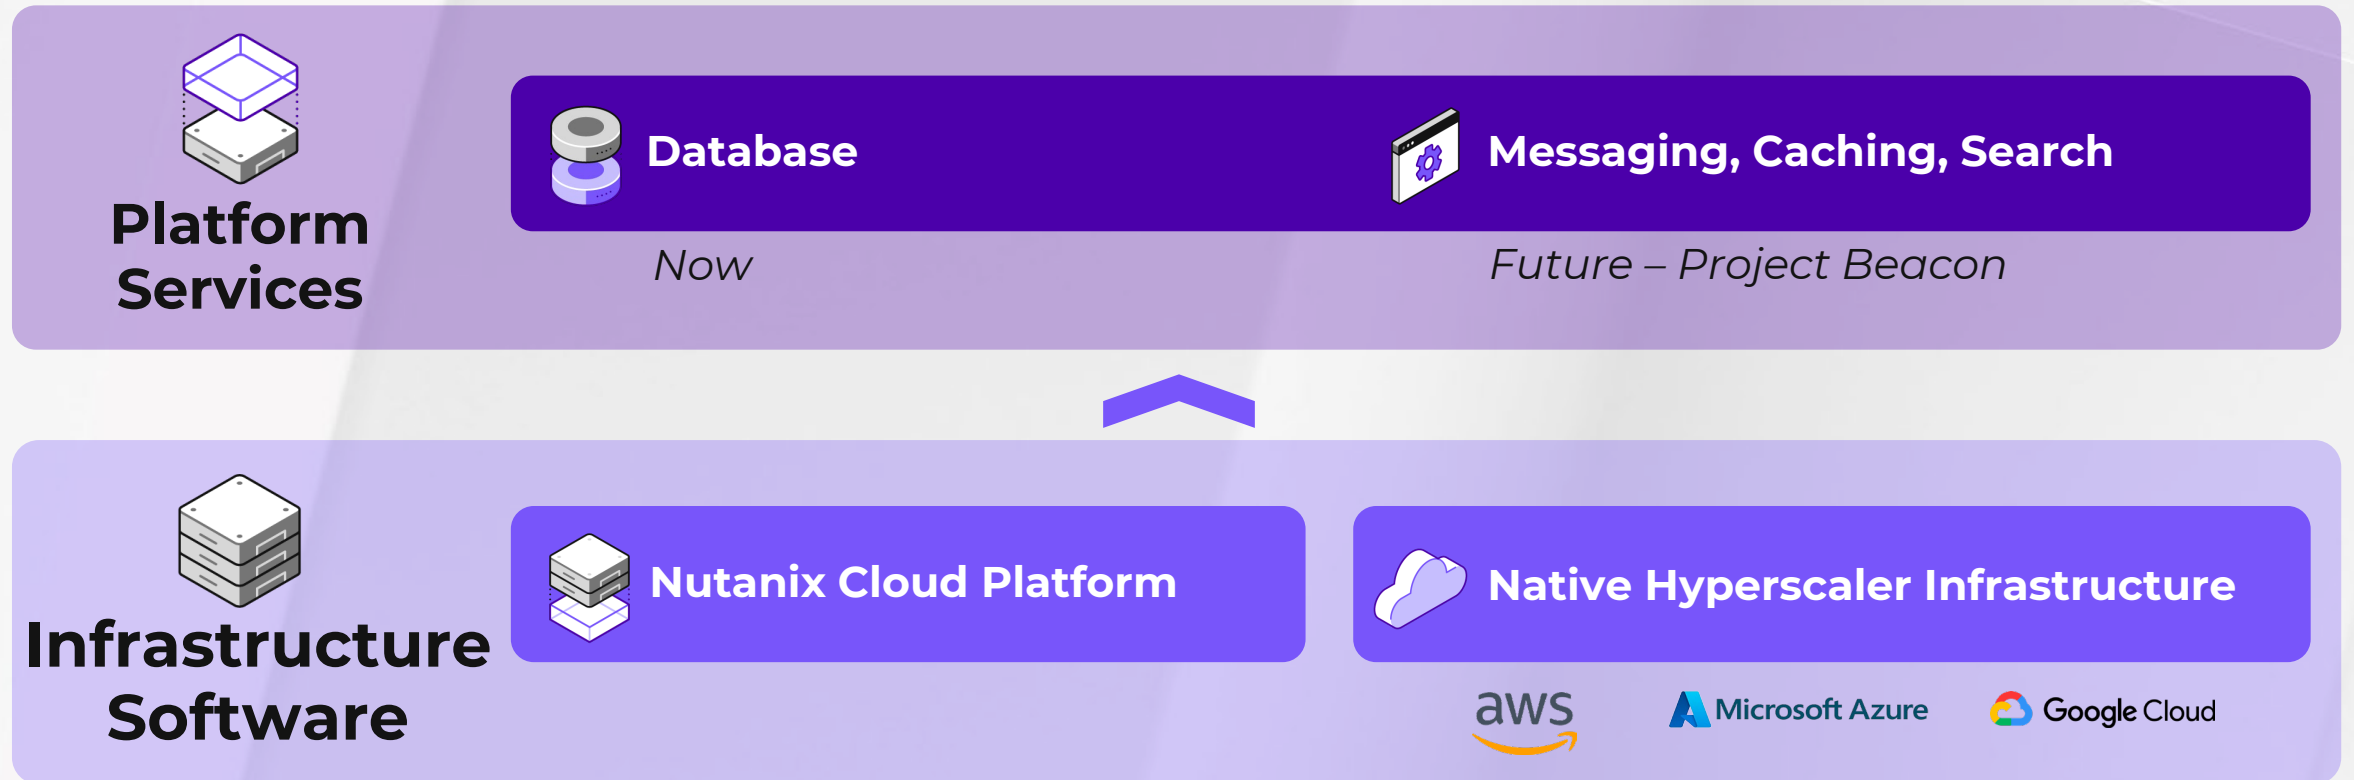 Database
Messaging, Caching, Search
Platform
Services
Now
Future – Project Beacon
Nutanix Cloud Platform
Native Hyperscaler Infrastructure
Infrastructure
Software
aws
Microsoft Azure
Google Cloud